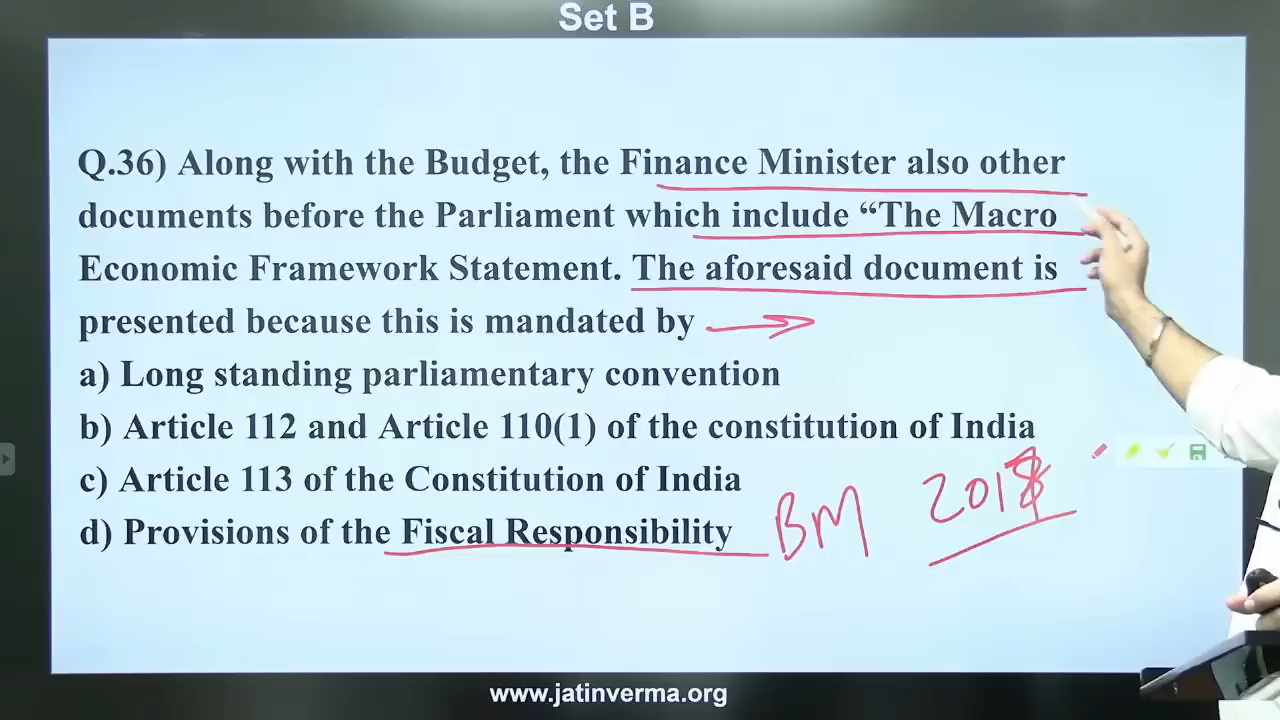 Set B
Q.36) Along with the Budget, the Finance Minister also other
documents before the Parliament which include “The Macro
Economic Framework Statement. The aforesaid document is
presented because this is mandated by
a) Long standing parliamentary convention
b) Article 112 and Article 110(1) of the constitution of India
c) Article 113 of the Constitution of India
d) Provisions of the Fiscal Responsibility BM
www.jatinverma.org